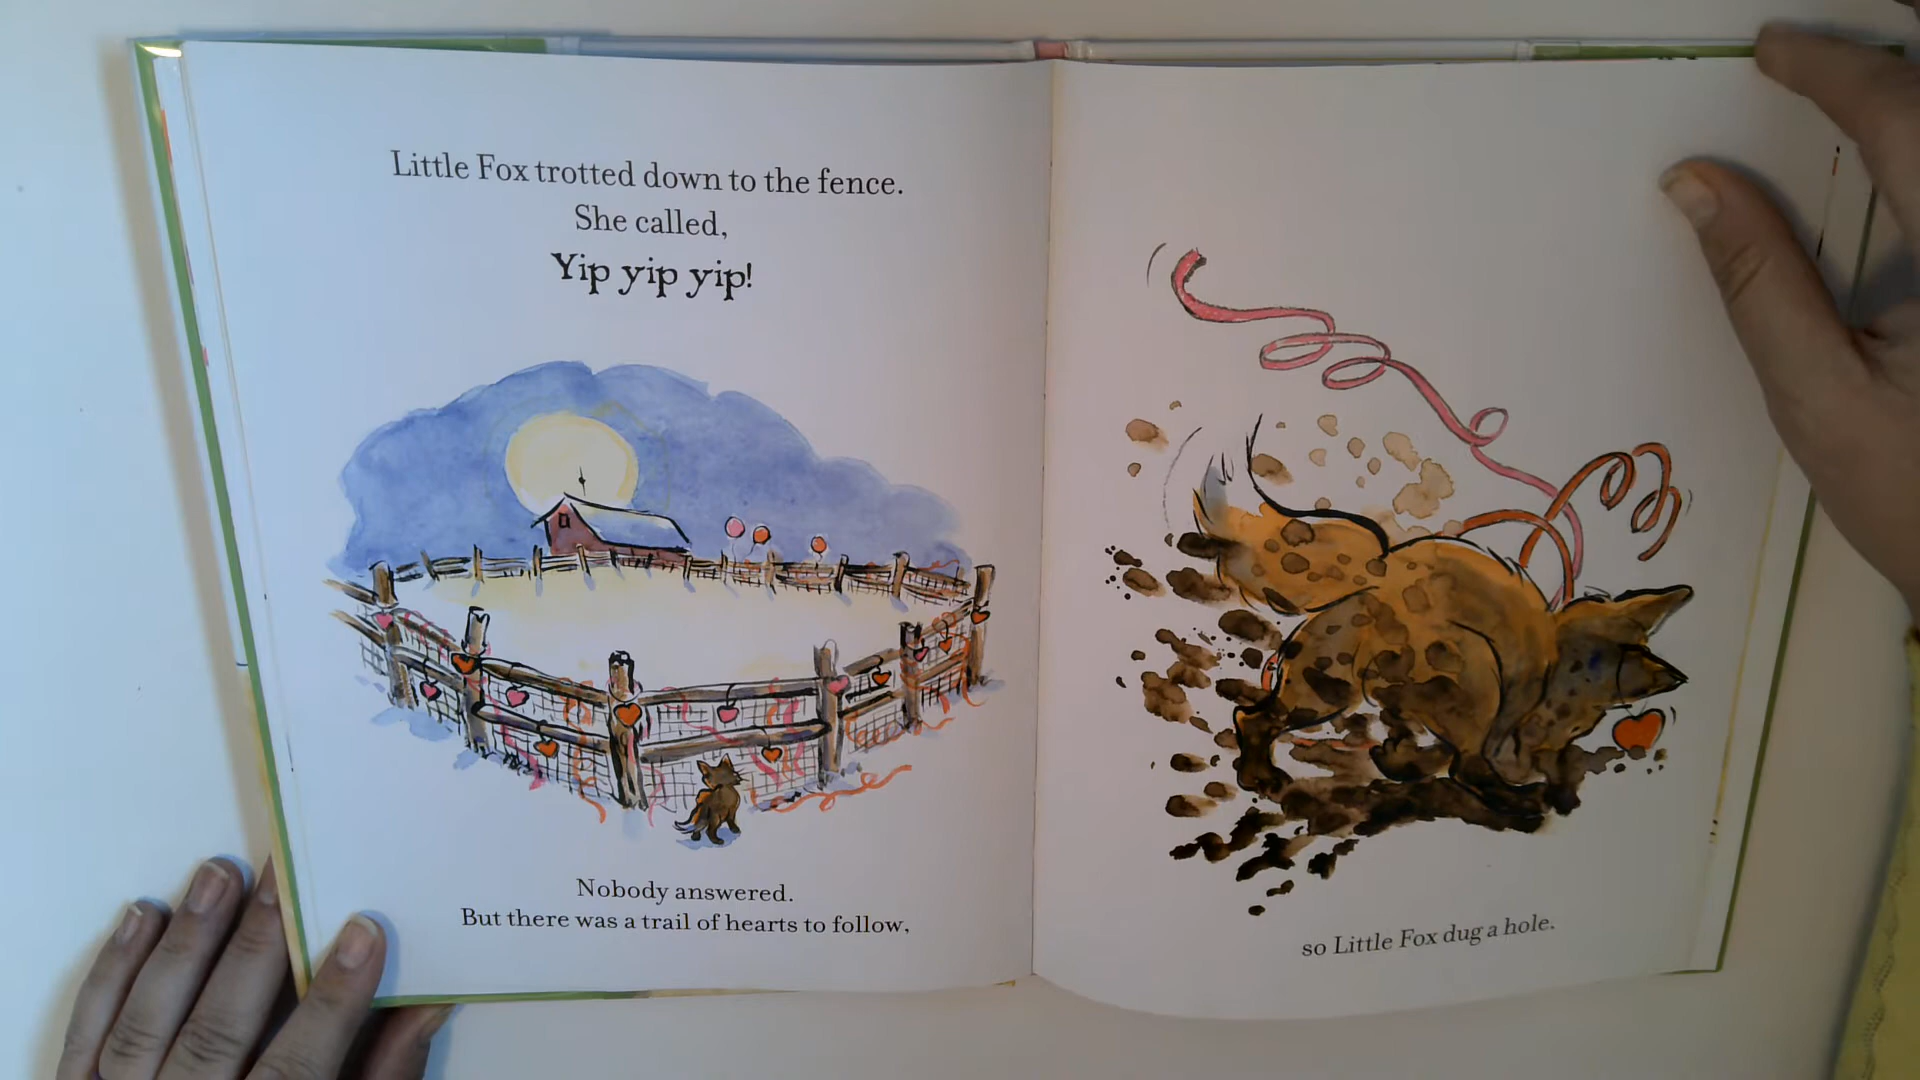 Little Fox trotted down to the fence.
She called,
Yip yip yip!
Nobody answered.
But there was a trail of hearts to follow,
so Little Fox dug a hole.